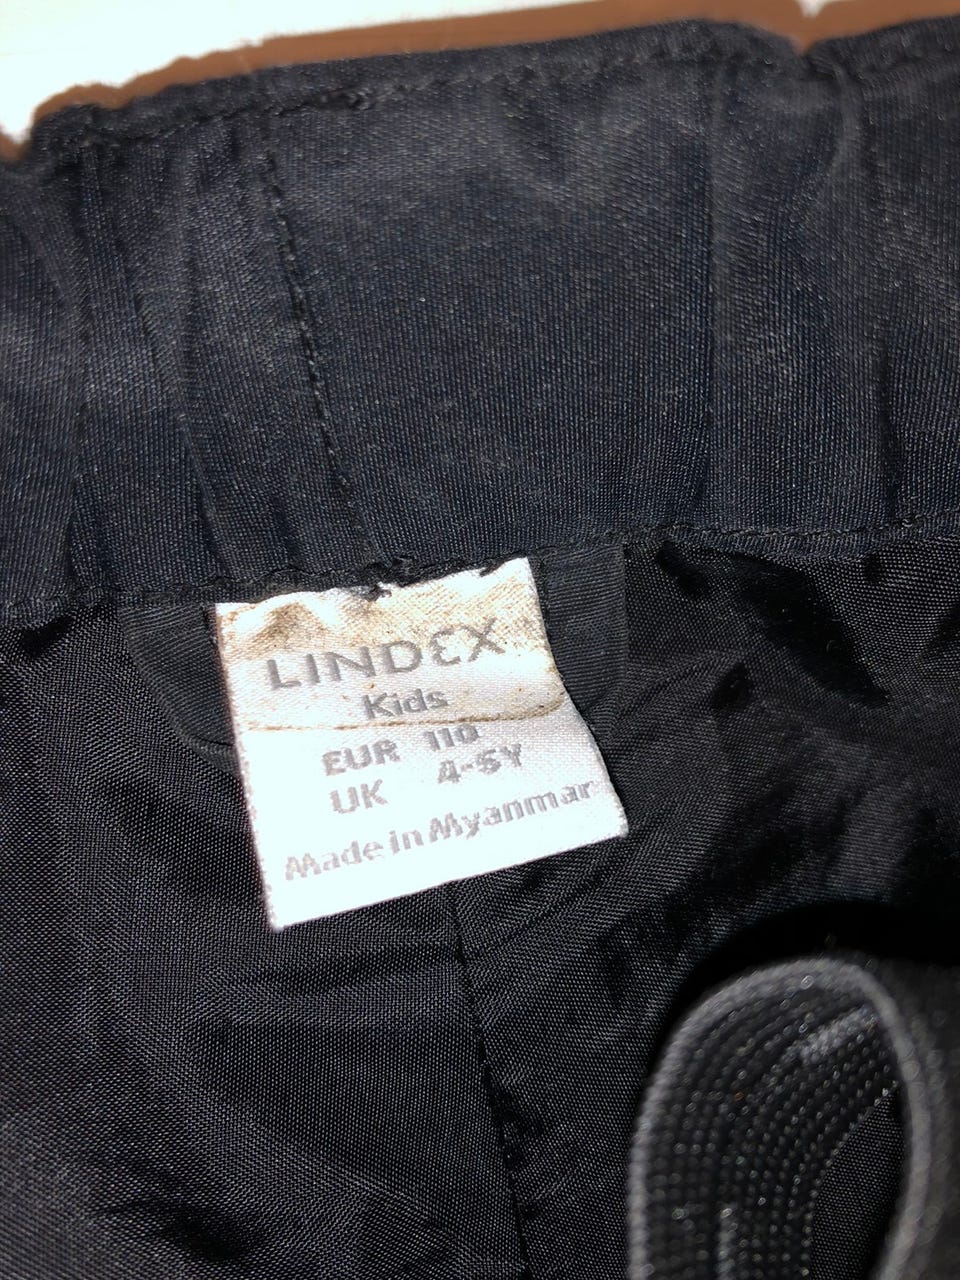 LINDEX
Kids
EUR 110
UK 4-5Y
Made in Myanmar